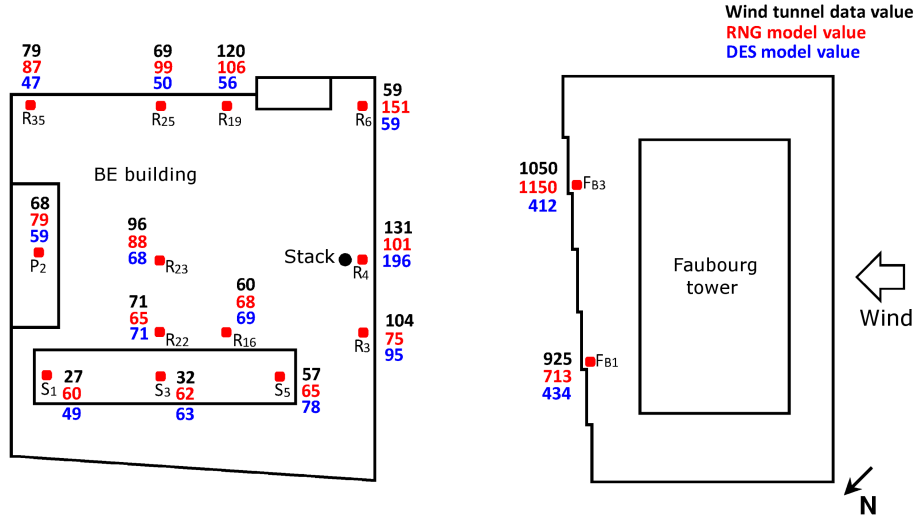 Wind tunnel data value
RNG model value
DES model value
79
87
47
R35
69
99
50
R25
120
106
56
R19
59
151
59
R6
BE building
68
79
59
P2
96
88
68
R23
Stack
131
101
196
R4
71
65
71
R22
60
68
69
R16
104
75
95
R3
27
60
49
S1
32
62
63
S3
57
65
78
S5
1050
1150
412
FB3
925
713
434
FB1
Faubourg
tower
Wind
N